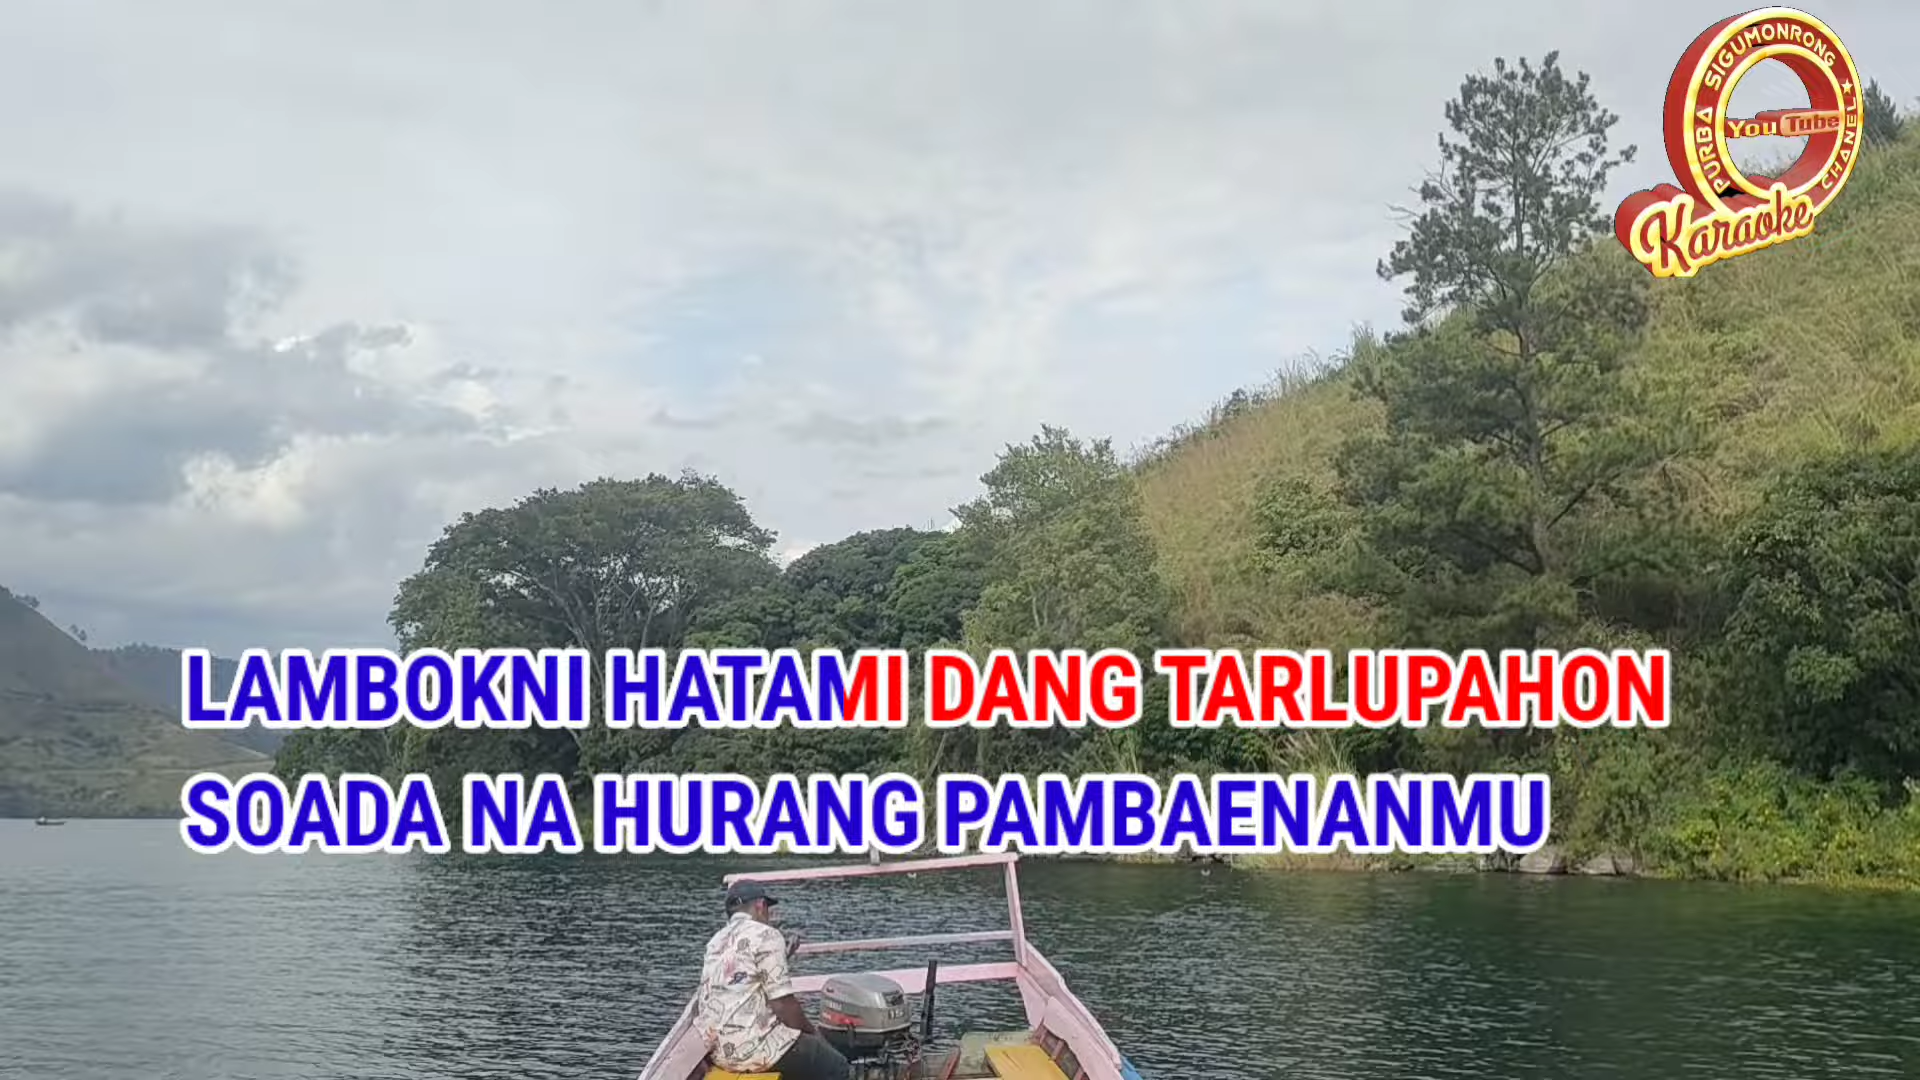 PURBA SIGUMONRONG CHANEL
YouTube
Karaoke
LAMBOKNI HATAMI DANG TARLUPAHON
SOADA NA HURANG PAMBAENANMU